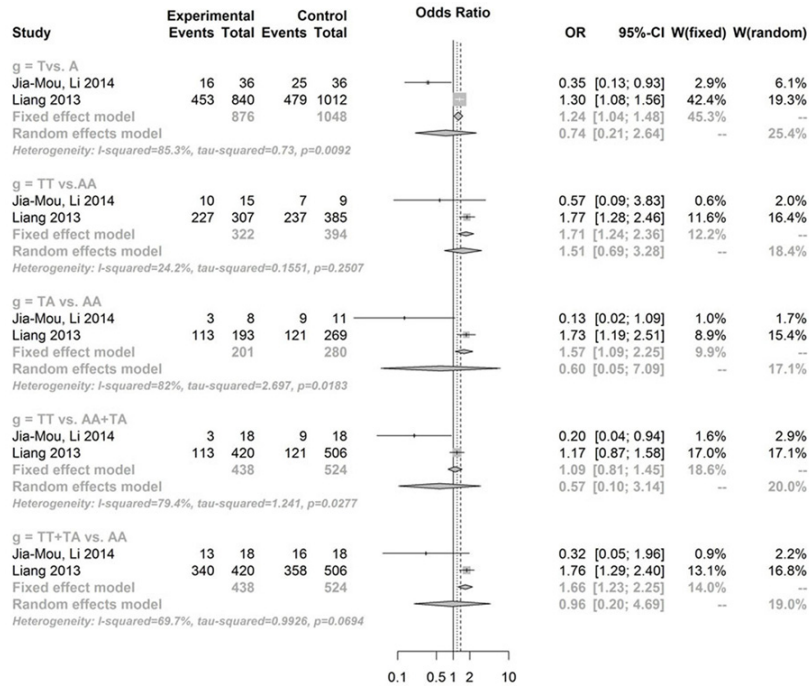 Experimental Control Odds Ratio
Study Events Total Events Total OR 95%-CI W(fixed) W(random)
g = Tvs. A
Jia-Mou, Li 2014 16 36 25 36 0.35 [0.13; 0.93] 2.9% 6.1%
Liang 2013 453 840 479 1012 1.30 [1.08; 1.56] 42.4% 19.3%
Fixed effect model 876 1048 1.24 [1.04; 1.48] 45.3% --
Random effects model 0.74 [0.21; 2.64] -- 25.4%
Heterogeneity: I-squared=85.3%, tau-squared=0.73, p=0.0092
g = TT vs.AA
Jia-Mou, Li 2014 10 15 7 9 0.57 [0.09; 3.83] 0.6% 2.0%
Liang 2013 227 307 237 385 1.77 [1.28; 2.46] 11.6% 16.4%
Fixed effect model 322 394 1.71 [1.24; 2.36] 12.2% --
Random effects model 1.51 [0.69; 3.28] -- 18.4%
Heterogeneity: I-squared=24.2%, tau-squared=0.1551, p=0.2507
g = TA vs. AA
Jia-Mou, Li 2014 3 8 9 11 0.13 [0.02; 1.09] 1.0% 1.7%
Liang 2013 113 193 121 269 1.73 [1.19; 2.51] 8.9% 15.4%
Fixed effect model 201 280 1.57 [1.09; 2.25] 9.9% --
Random effects model 0.60 [0.05; 7.09] -- 17.1%
Heterogeneity: I-squared=82%, tau-squared=2.697, p=0.0183
g = TT vs. AA+TA
Jia-Mou, Li 2014 3 18 9 18 0.20 [0.04; 0.94] 1.6% 2.9%
Liang 2013 113 420 121 506 1.17 [0.87; 1.58] 17.0% 17.1%
Fixed effect model 438 524 1.09 [0.81; 1.45] 18.6% --
Random effects model 0.57 [0.10; 3.14] -- 20.0%
Heterogeneity: I-squared=79.4%, tau-squared=1.241, p=0.0277
g = TT+TA vs. AA
Jia-Mou, Li 2014 13 18 16 18 0.32 [0.05; 1.96] 0.9% 2.2%
Liang 2013 340 420 358 506 1.76 [1.29; 2.40] 13.1% 16.8%
Fixed effect model 438 524 1.66 [1.23; 2.25] 14.0% --
Random effects model 0.96 [0.20; 4.69] -- 19.0%
Heterogeneity: I-squared=69.7%, tau-squared=0.9926, p=0.0694
0.1 0.5 1 2 10